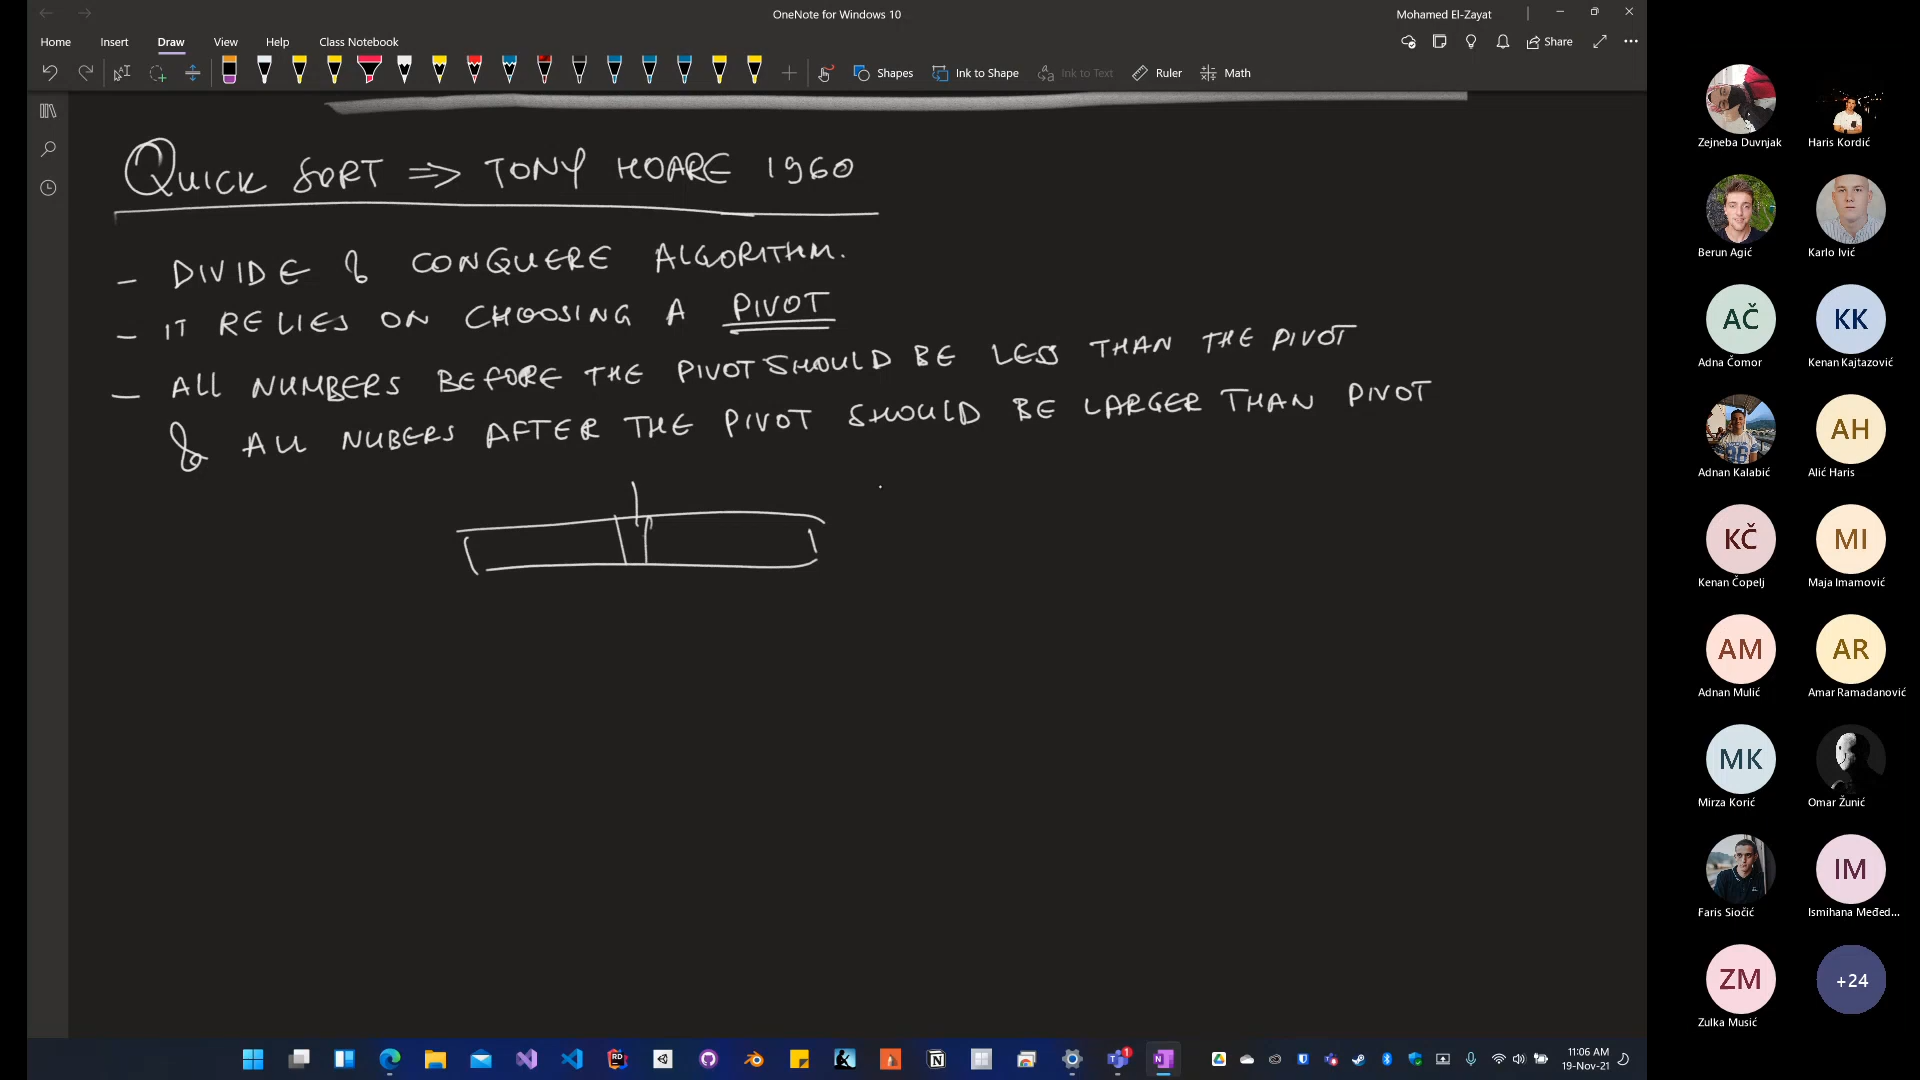 OneNote for Windows 10
Mohamed El-Zayat
Home Insert Draw View Help Class Notebook
Share
Shapes Ink to Shape Ink to Text Ruler Math
QUICK SORT => TONY HOARE 1960
- DIVIDE & CONQUERE ALGORITHM.
- IT RELIES ON CHOOSING A PIVOT
- ALL NUMBERS BEFORE THE PIVOT SHOULD BE LESS THAN THE PIVOT
& ALL NUBERS AFTER THE PIVOT SHOULD BE LARGER THAN PIVOT
Zejneba Duvnjak
Haris Kordić
Berun Agić
Karlo Ivić
AČ
KK
Adna Čomor
Kenan Kajtazović
AH
Adnan Kalabić
Alić Haris
KČ
MI
Kenan Čopelj
Maja Imamović
AM
AR
Adnan Mulić
Amar Ramadanović
MK
Mirza Korić
Omar Žunić
IM
Faris Siočić
Ismihana Međed...
ZM
+24
Zulka Musić
11:06 AM
19-Nov-21